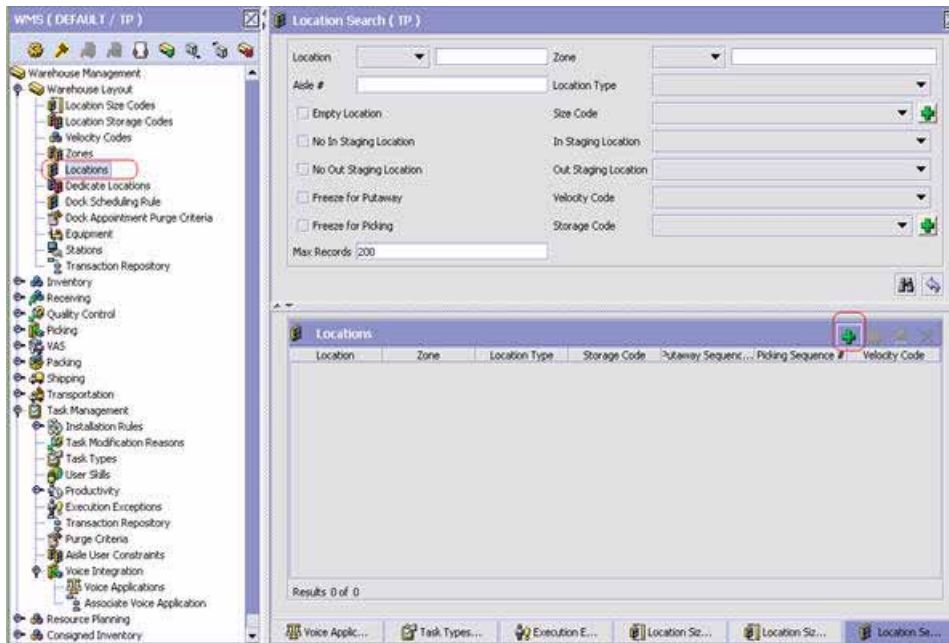 WMS ( DEFAULT / TP )
Warehouse Management
Warehouse Layout
Location Size Codes
Location Storage Codes
Velocity Codes
Zones
Locations
Dedicate Locations
Dock Scheduling Rule
Dock Appointment Purge Criteria
Equipment
Stations
Transaction Repository
Inventory
Receiving
Quality Control
Picking
VAS
Packing
Shipping
Transportation
Task Management
Installation Rules
Task Modification Reasons
Task Types
User Skills
Productivity
Execution Exceptions
Transaction Repository
Purge Criteria
Aisle User Constraints
Voice Integration
Voice Applications
Associate Voice Application
Resource Planning
Consigned Inventory
Location Search ( TP )
Location Zone
Aisle # Location Type
Empty Location Size Code
No In Staging Location In Staging Location
No Out Staging Location Out Staging Location
Freeze for Putaway Velocity Code
Freeze for Picking Storage Code
Max Records 200
Locations
Location Zone Location Type Storage Code Putaway Sequenc... Picking Sequence # Velocity Code
Results 0 of 0
Voice Applic... Task Types... Execution E... Location Siz... Location Siz... Location Se...